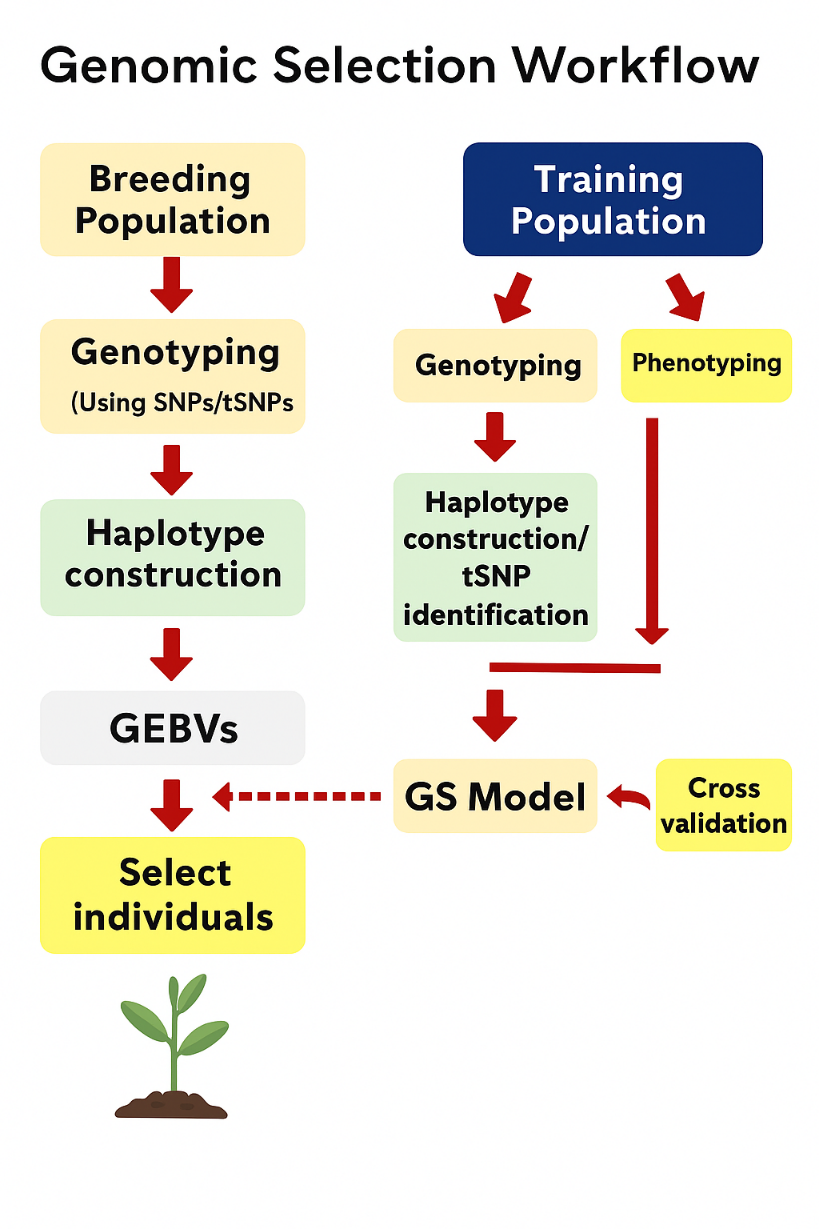 Genomic Selection Workflow
Breeding
Population
Genotyping
(Using SNPs/tSNPs
Haplotype
construction
GEBVs
Select
individuals
Training
Population
Genotyping
Phenotyping
Haplotype
construction/
tSNP
identification
GS Model
Cross
validation